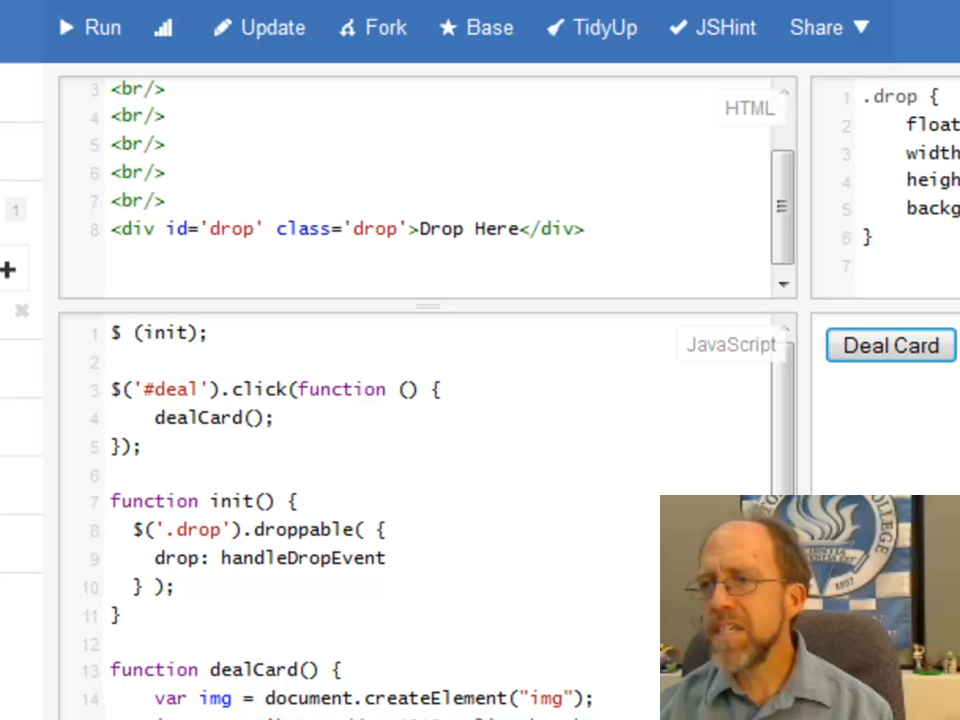 Run Update Fork Base TidyUp JSHint Share
1
HTML
3 <br/>
4 <br/>
5 <br/>
6 <br/>
7 <br/>
8 <div id='drop' class='drop'>Drop Here</div>
1 .drop {
2 float
3 width
4 heigh
5 backg
6 }
7
JavaScript
1 $ (init);
2
3 $('#deal').click(function () {
4 dealCard();
5 });
6
7 function init() {
8 $('.drop').droppable( {
9 drop: handleDropEvent
10 } );
11 }
12
13 function dealCard() {
14 var img = document.createElement("img");
Deal Card
COLLEGE
1897